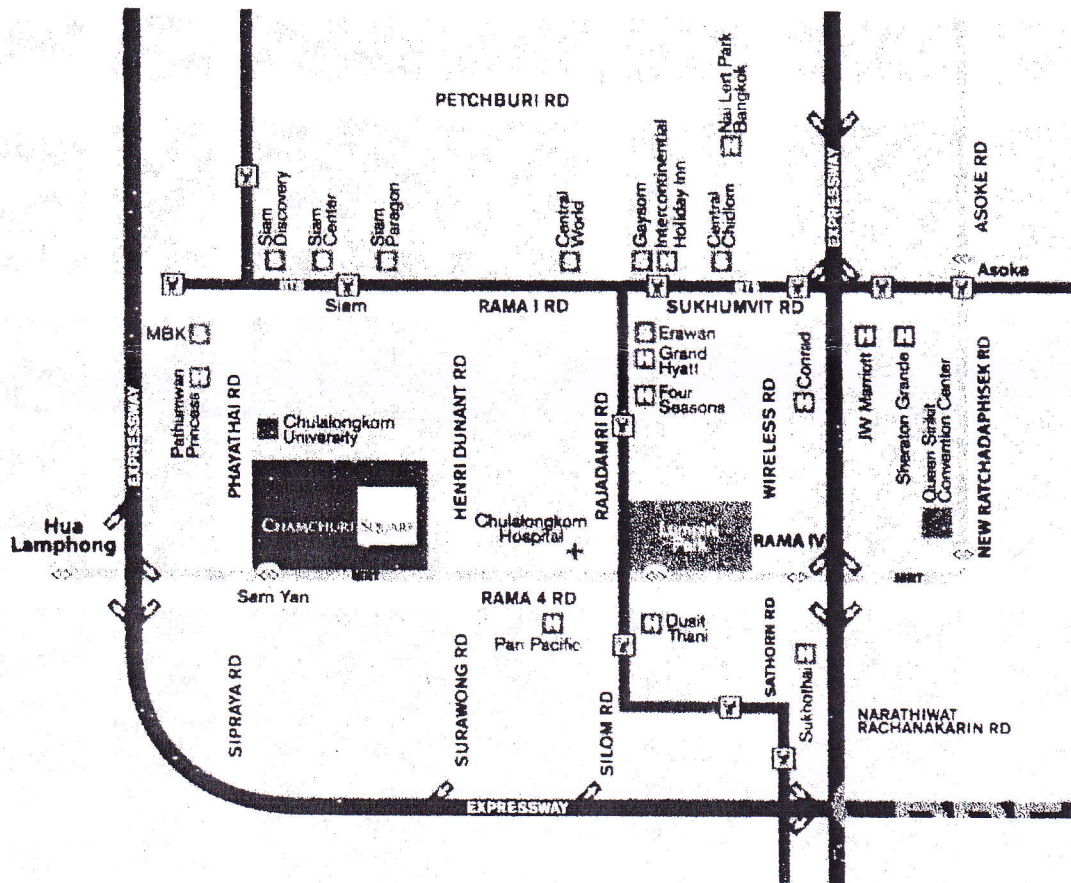 PETCHBURI RD
Nai Lert Park
Bangkok
EXPRESSWAY
ASOKE RD
Siam
Discovery
Siam
Center
Siam
Paragon
Central
World
Gaysorn
Intercontinential
Holiday Inn
Central
Chidlom
Asoke
Siam
RAMA I RD
SUKHUMVIT RD
MBK
Pathumwan
Princess
EXPRESSWAY
PHAYATHAI RD
Chulalongkorn
University
HENRI DUNANT RD
RAJADAMRI RD
Erawan
Grand
Hyatt
Four
Seasons
WIRELESS RD
Conrad
JW Marriott
Sheraton Grande
Queen Sirikit
Convention Center
NEW RATCHADAPHISEK RD
Hua
Lamphong
CHAMCHURI SQUARE
Chulalongkorn
Hospital
RAMA IV
MRT
MRT
Sam Yan
RAMA 4 RD
Pan Pacific
Dusit
Thani
SATHORN RD
Sukhothai
SIPRAYA RD
SURAWONG RD
SILOM RD
NARATHIWAT
RACHANAKARIN RD
EXPRESSWAY